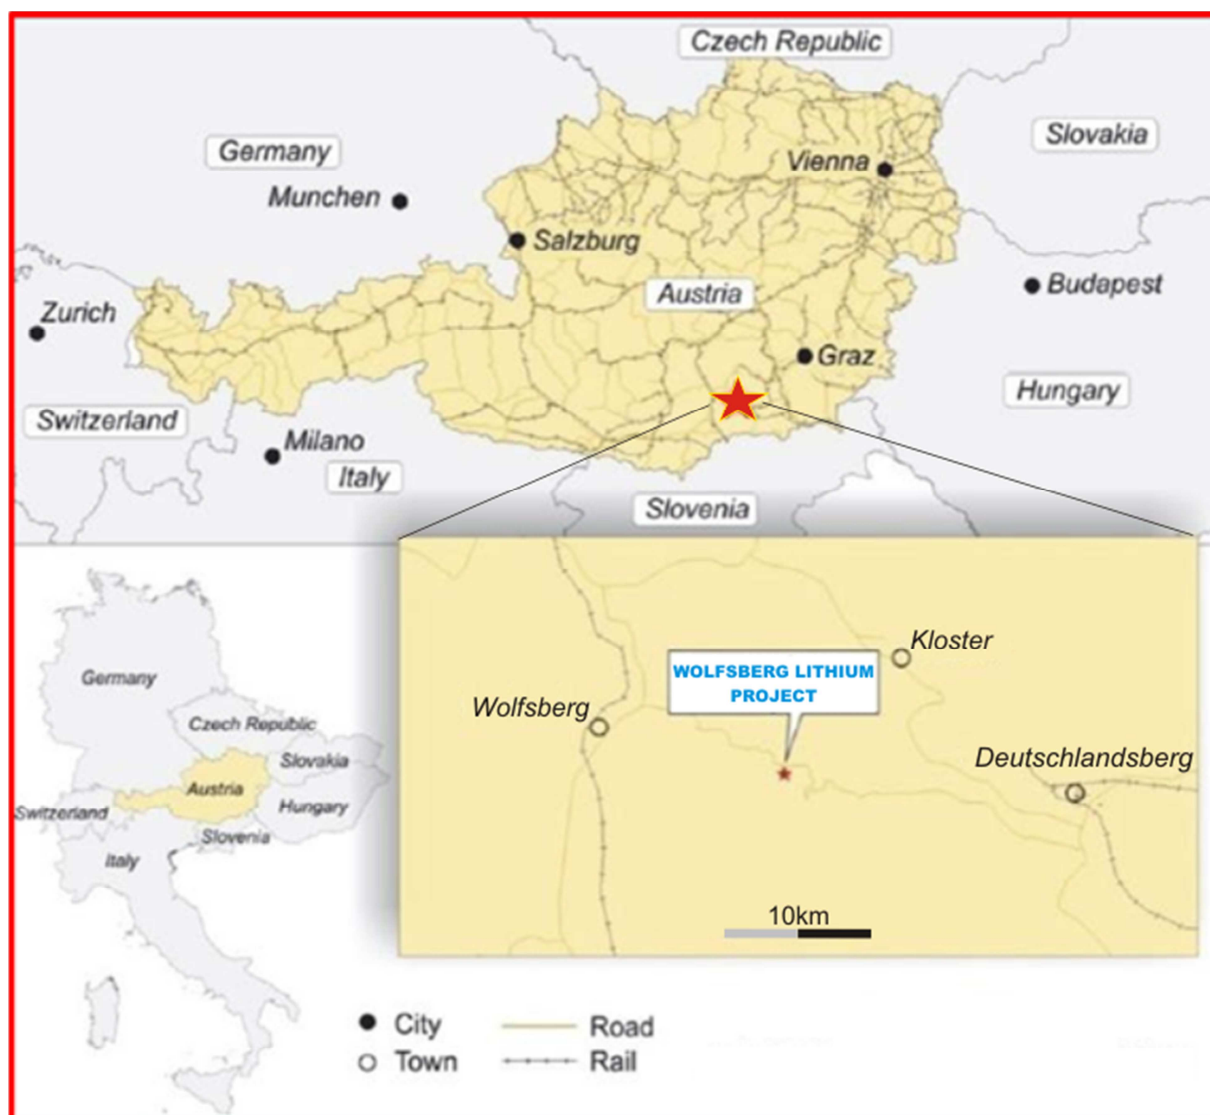 Czech Republic
Slovakia
Germany
Vienna
Munchen
Salzburg
Austria
Budapest
Zurich
Graz
Hungary
Switzerland
Milano
Italy
Slovenia
Kloster
WOLFSBERG LITHIUM
PROJECT
Wolfsberg
Deutschlandsberg
10km
Germany
Czech Republic
Slovakia
Austria
Switzerland
Hungary
Slovenia
Italy
City
Road
Town
Rail